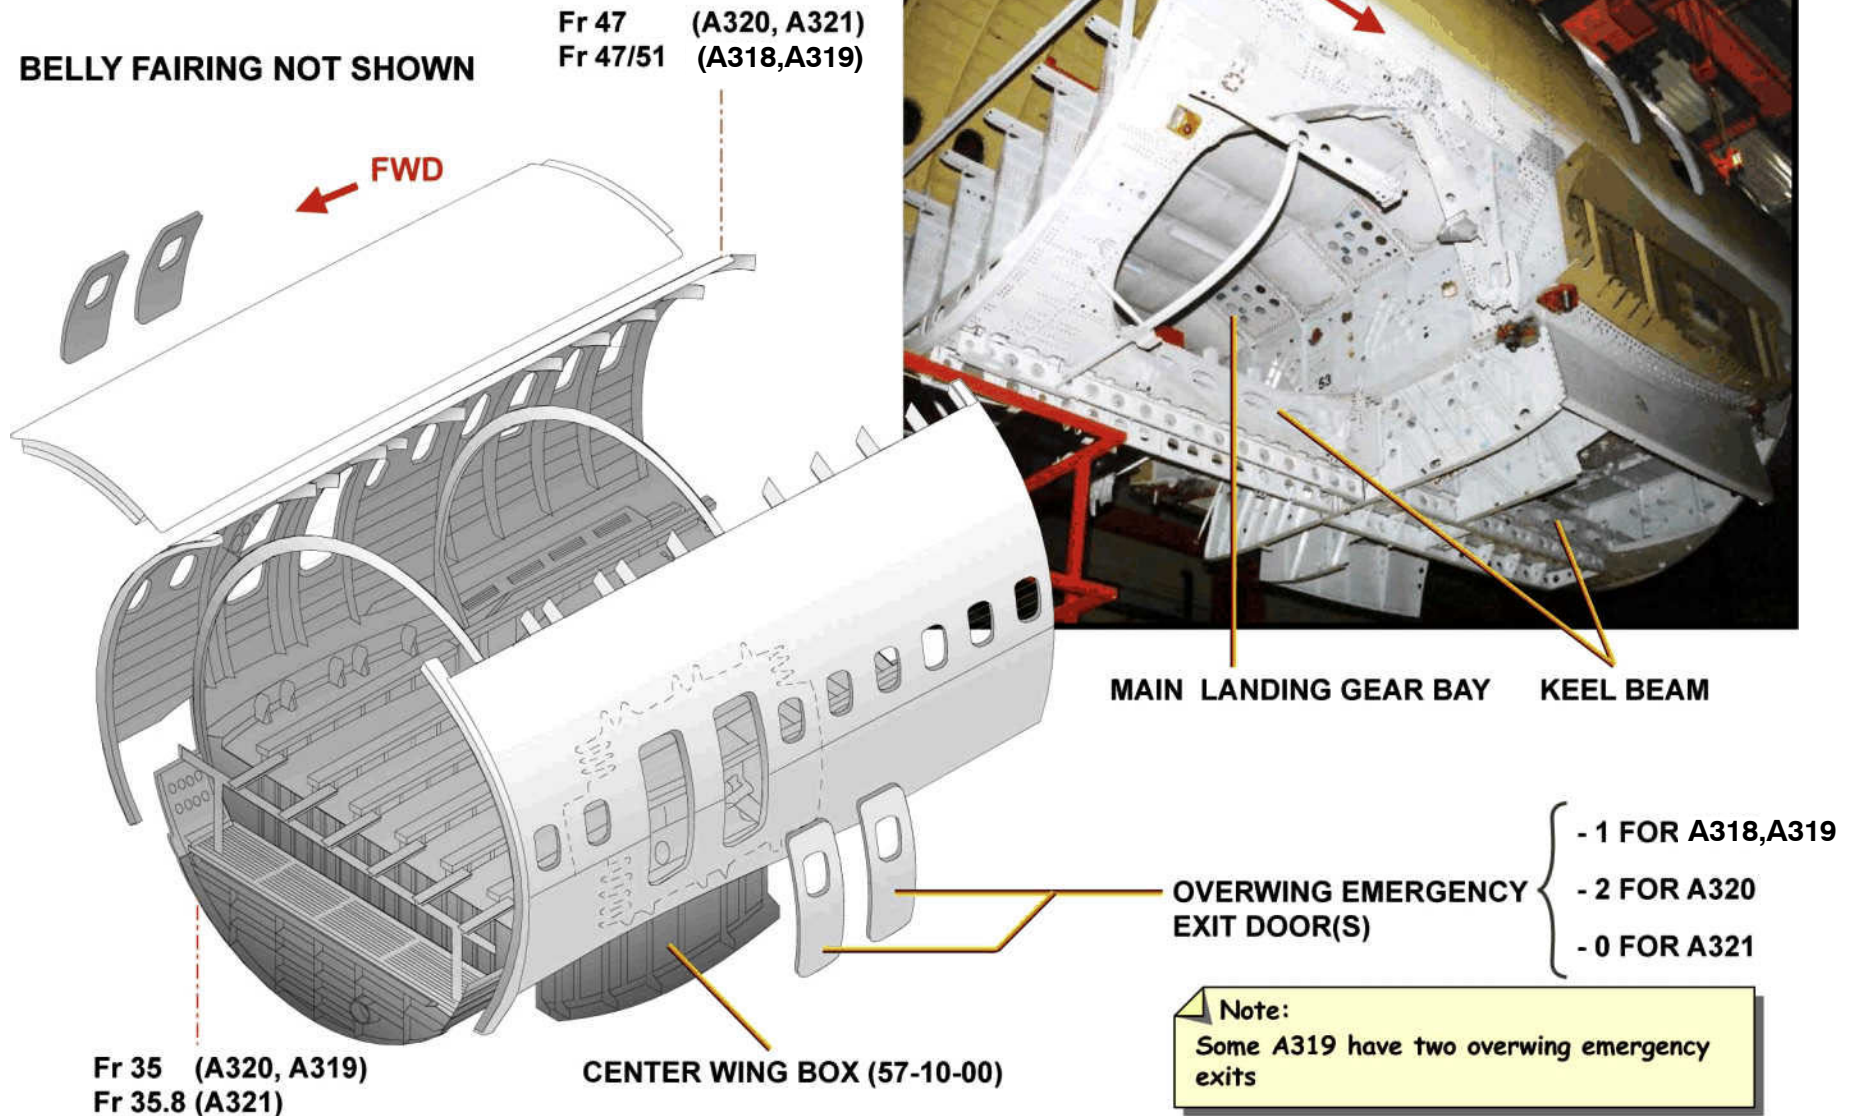 Fr 47 (A320, A321)
Fr 47/51 (A318,A319)
BELLY FAIRING NOT SHOWN
FWD
53
MAIN LANDING GEAR BAY
KEEL BEAM
- 1 FOR A318,A319
OVERWING EMERGENCY
EXIT DOOR(S)
- 2 FOR A320
- 0 FOR A321
Note:
Some A319 have two overwing emergency
exits
CENTER WING BOX (57-10-00)
Fr 35 (A320, A319)
Fr 35.8 (A321)